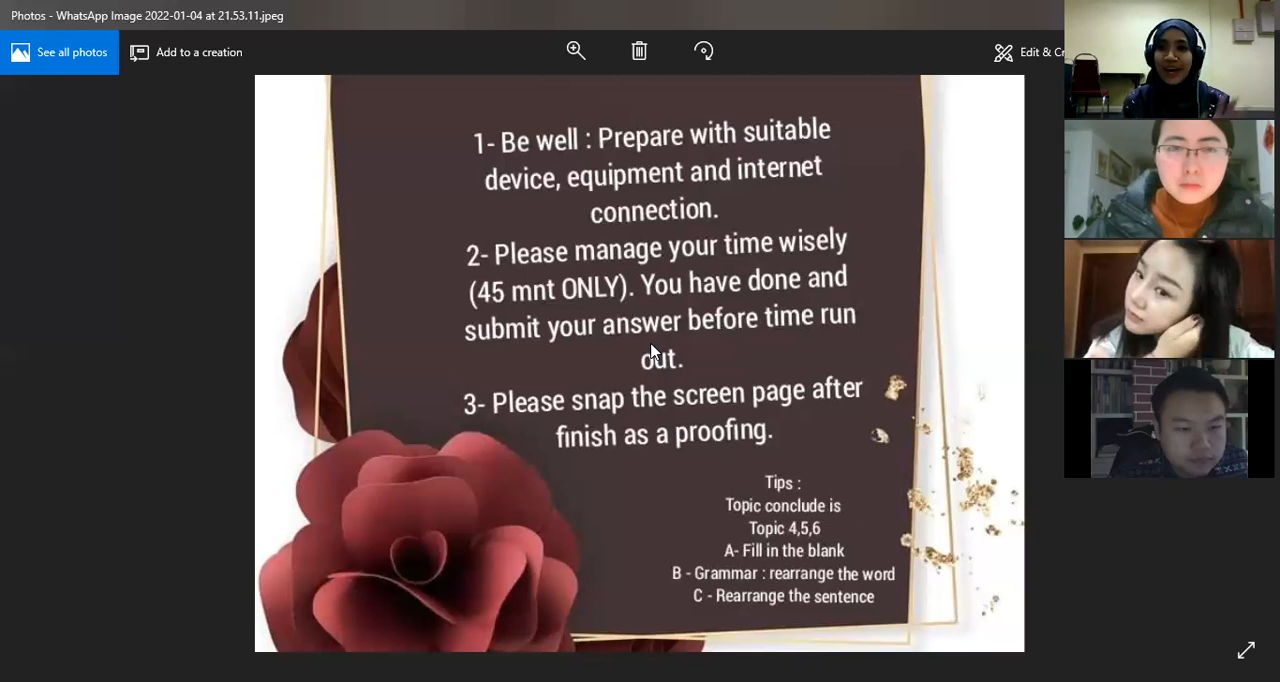 Photos - WhatsApp Image 2022-01-04 at 21.53.11.jpeg
See all photos
Add to a creation
Edit & Cr
1- Be well : Prepare with suitable
device, equipment and internet
connection.
2- Please manage your time wisely
(45 mnt ONLY). You have done and
submit your answer before time run
out.
3- Please snap the screen page after
finish as a proofing.
Tips :
Topic conclude is
Topic 4,5,6
A- Fill in the blank
B - Grammar : rearrange the word
C - Rearrange the sentence